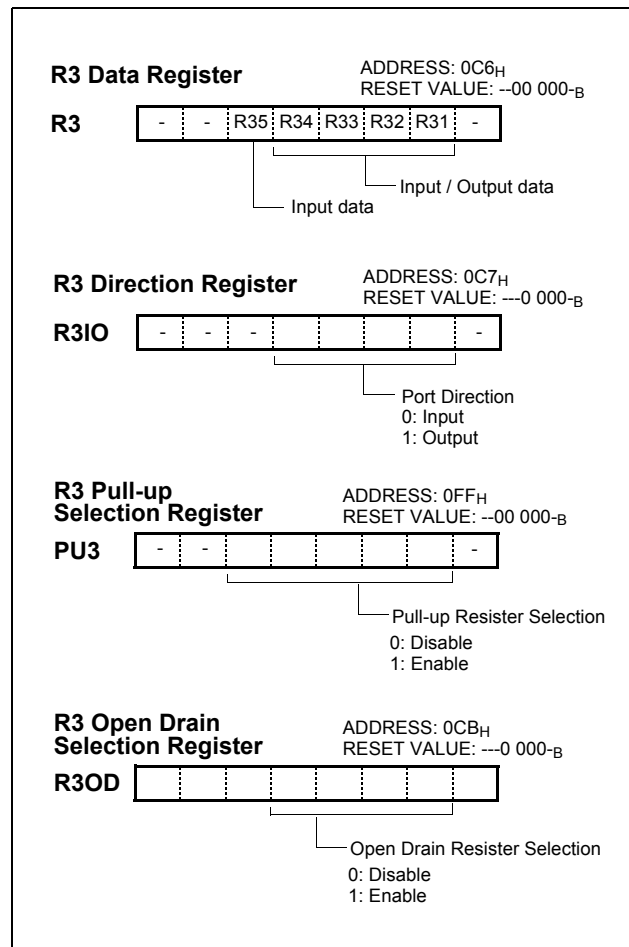 R3 Data Register
ADDRESS: 0C6H
RESET VALUE: --00 000-B
R3 - - R35 R34 R33 R32 R31 -
Input / Output data
Input data
R3 Direction Register
ADDRESS: 0C7H
RESET VALUE: ---0 000-B
R3IO - - - -
Port Direction
0: Input
1: Output
R3 Pull-up
Selection Register
ADDRESS: 0FFH
RESET VALUE: --00 000-B
PU3 - - -
Pull-up Resister Selection
0: Disable
1: Enable
R3 Open Drain
Selection Register
ADDRESS: 0CBH
RESET VALUE: ---0 000-B
R3OD
Open Drain Resister Selection
0: Disable
1: Enable